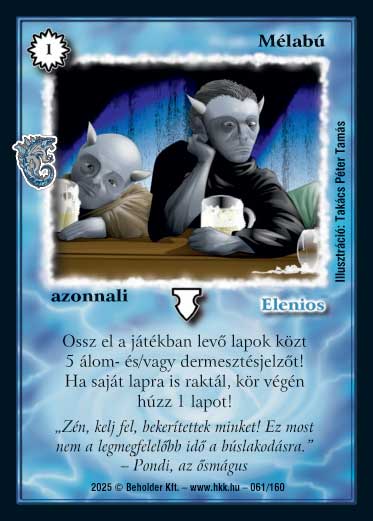 1
Mélabú
Illusztráció: Takács Péter Tamás
azonnali
Elenios
Ossz el a játékban levő lapok közt
5 álom- és/vagy dermesztésjelzőt!
Ha saját lapra is raktál, kör végén
húzz 1 lapot!
„Zén, kelj fel, bekerítettek minket! Ez most
nem a legmegfelelőbb idő a búslakodásra.”
– Pondi, az ősmágus
2025 © Beholder Kft. – www.hkk.hu – 061/160